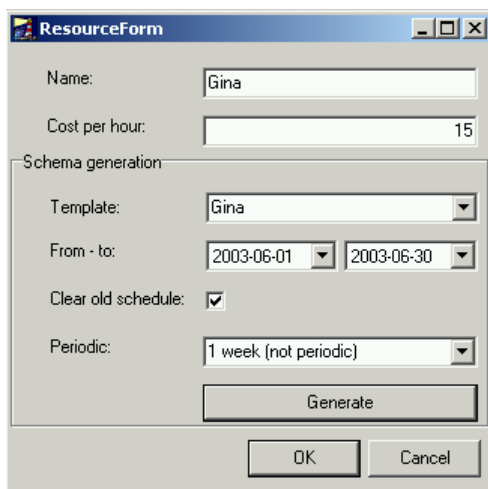 ResourceForm
Name: Gina
Cost per hour: 15
Schema generation
Template: Gina
From - to: 2003-06-01 2003-06-30
Clear old schedule:
Periodic: 1 week (not periodic)
Generate
OK Cancel